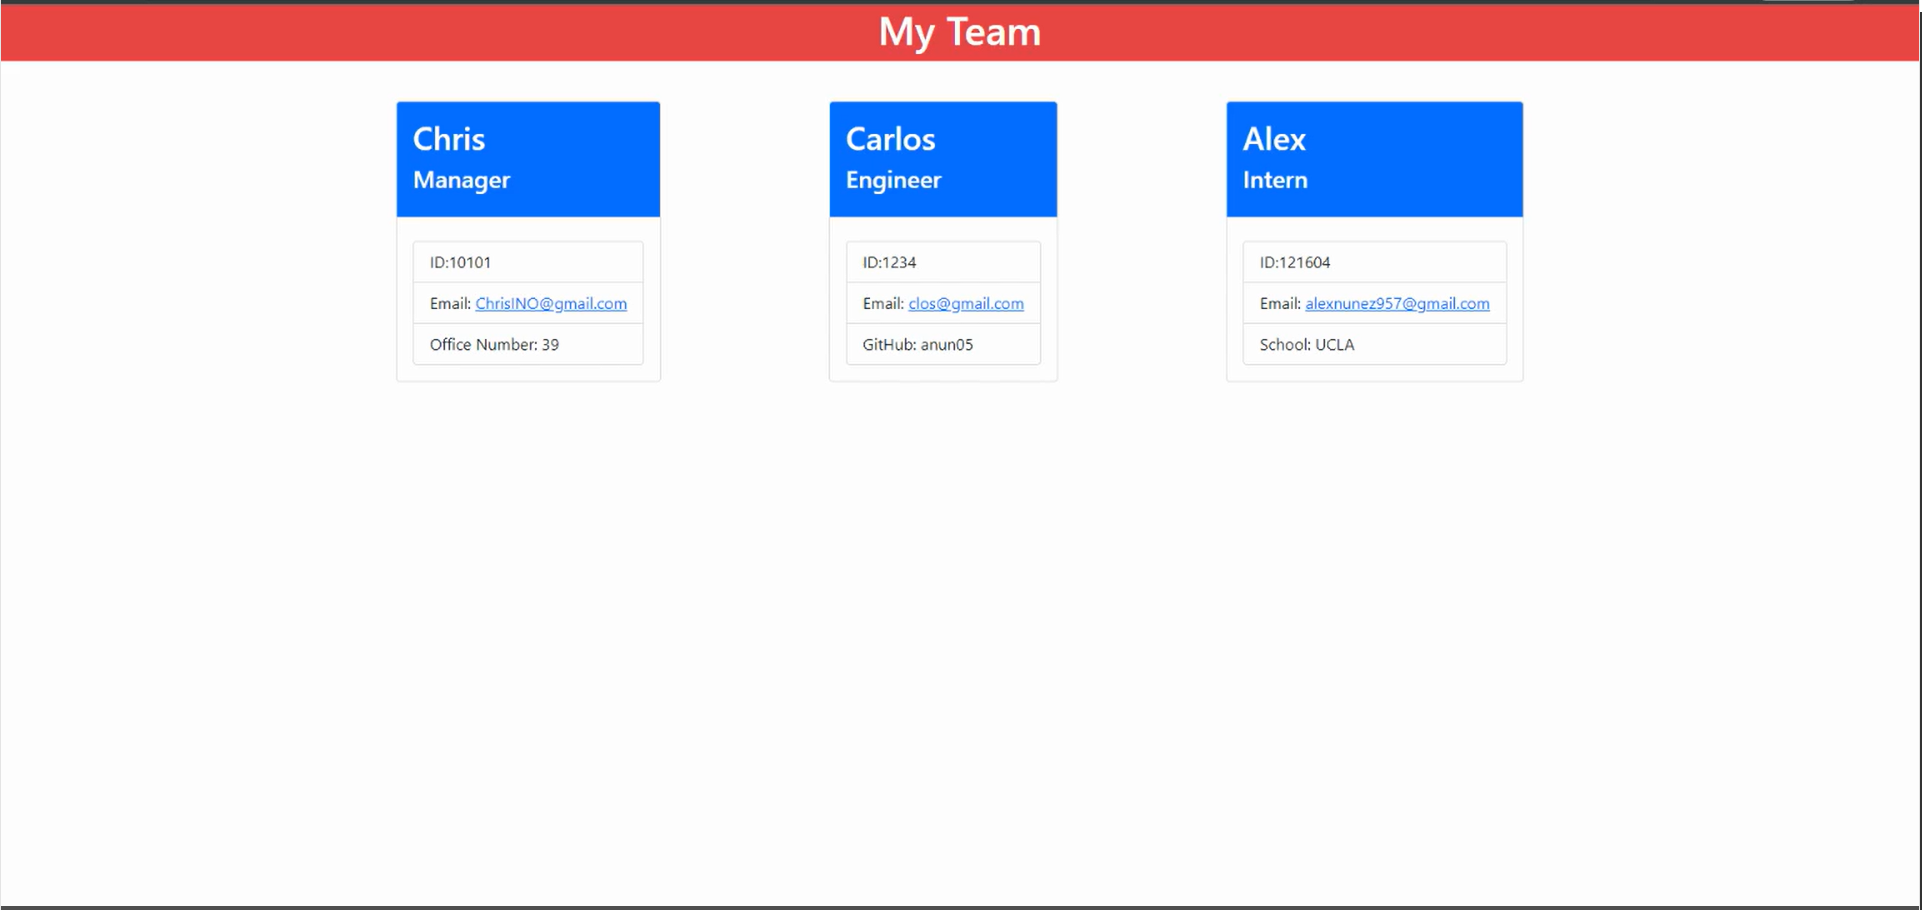 My Team
Chris
Manager
ID:10101
Email: ChrisINO@gmail.com
Office Number: 39
Carlos
Engineer
ID:1234
Email: clos@gmail.com
GitHub: anun05
Alex
Intern
ID:121604
Email: alexnunez957@gmail.com
School: UCLA